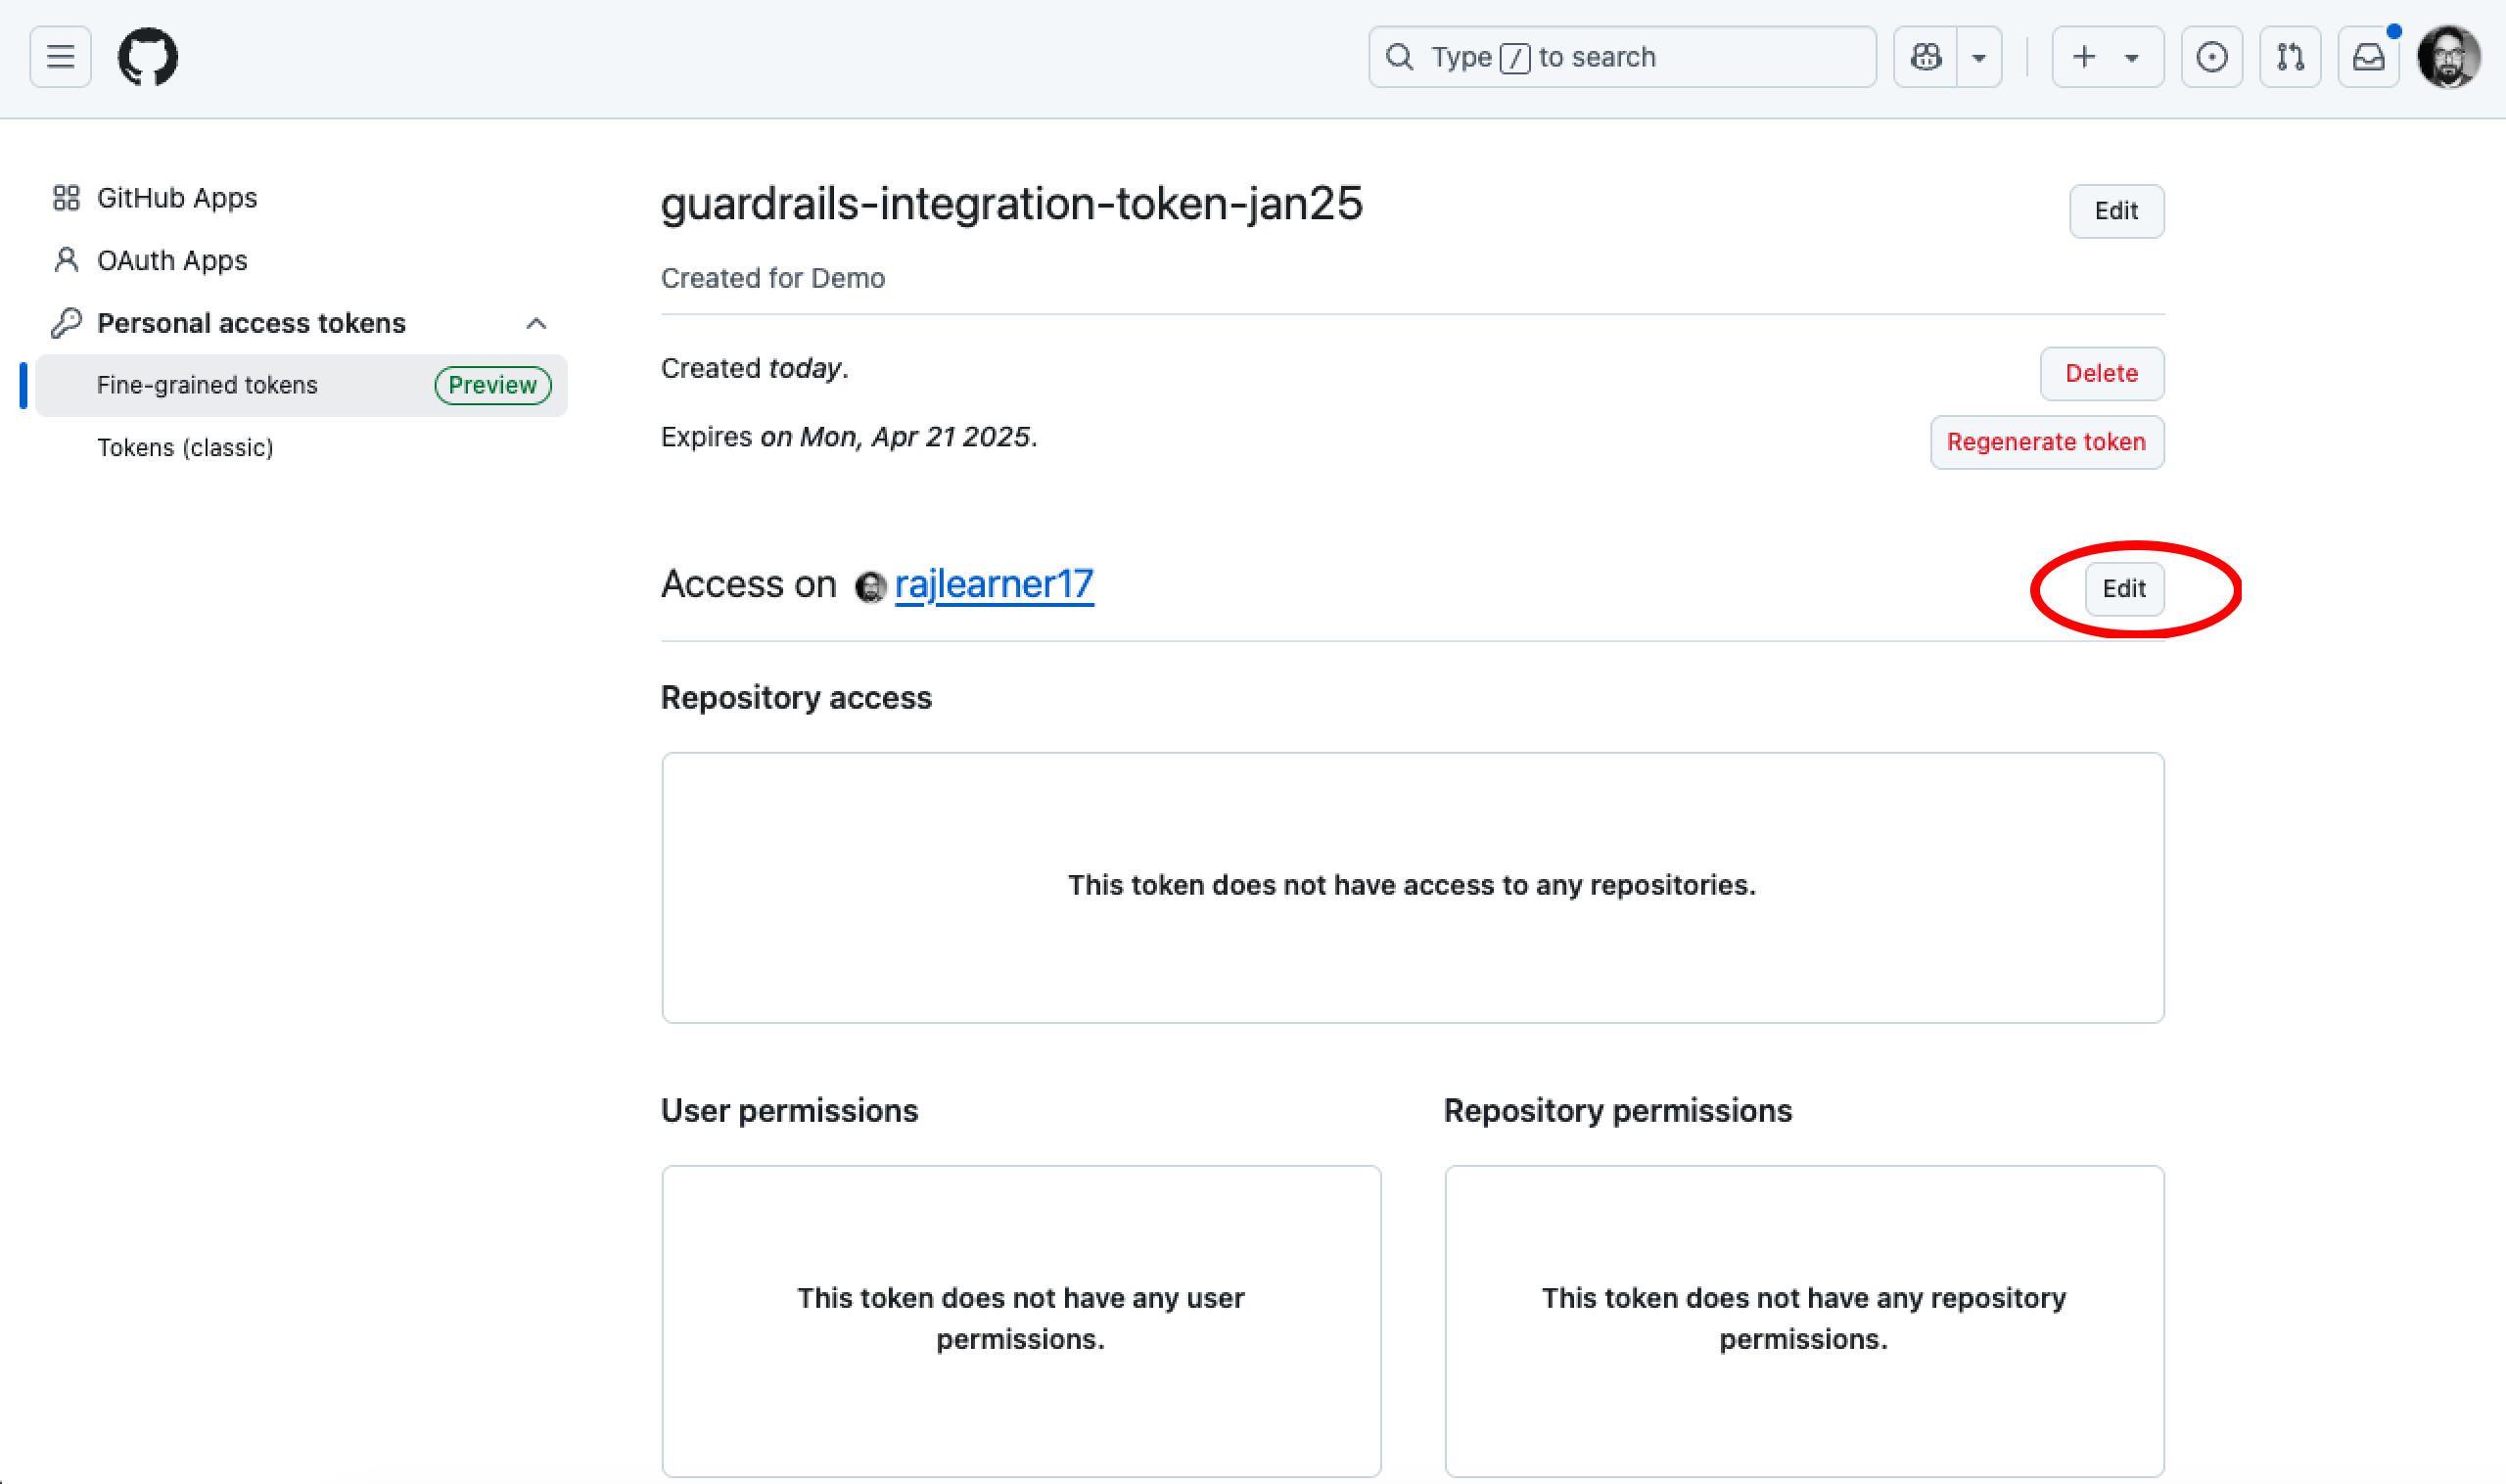 Type / to search
GitHub Apps
OAuth Apps
Personal access tokens
Fine-grained tokens Preview
Tokens (classic)
guardrails-integration-token-jan25
Edit
Created for Demo
Created today.
Delete
Expires on Mon, Apr 21 2025.
Regenerate token
Access on rajlearner17
Edit
Repository access
This token does not have access to any repositories.
User permissions
This token does not have any user
permissions.
Repository permissions
This token does not have any repository
permissions.